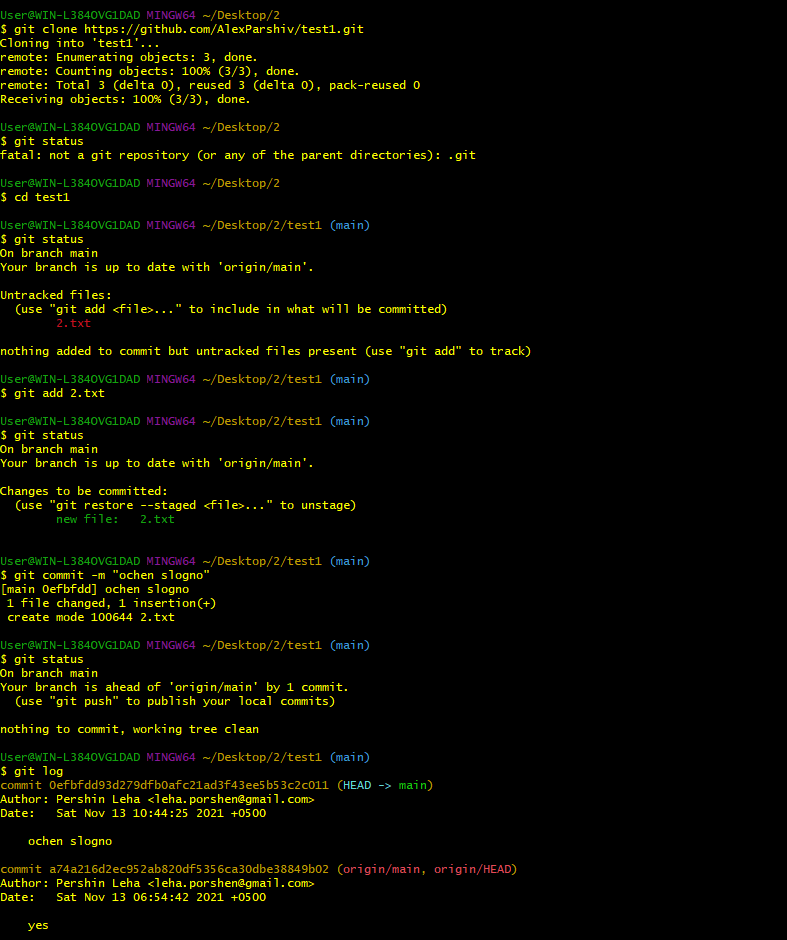 User@WIN-L384OVG1DAD MINGW64 ~/Desktop/2
$ git clone https://github.com/AlexParshiv/test1.git
Cloning into 'test1'...
remote: Enumerating objects: 3, done.
remote: Counting objects: 100% (3/3), done.
remote: Total 3 (delta 0), reused 3 (delta 0), pack-reused 0
Receiving objects: 100% (3/3), done.
User@WIN-L384OVG1DAD MINGW64 ~/Desktop/2
$ git status
fatal: not a git repository (or any of the parent directories): .git
User@WIN-L384OVG1DAD MINGW64 ~/Desktop/2
$ cd test1
User@WIN-L384OVG1DAD MINGW64 ~/Desktop/2/test1 (main)
$ git status
On branch main
Your branch is up to date with 'origin/main'.
Untracked files:
  (use "git add <file>..." to include in what will be committed)
        2.txt
nothing added to commit but untracked files present (use "git add" to track)
User@WIN-L384OVG1DAD MINGW64 ~/Desktop/2/test1 (main)
$ git add 2.txt
User@WIN-L384OVG1DAD MINGW64 ~/Desktop/2/test1 (main)
$ git status
On branch main
Your branch is up to date with 'origin/main'.
Changes to be committed:
  (use "git restore --staged <file>..." to unstage)
        new file:   2.txt
User@WIN-L384OVG1DAD MINGW64 ~/Desktop/2/test1 (main)
$ git commit -m "ochen slogno"
[main 0efbfdd] ochen slogno
 1 file changed, 1 insertion(+)
 create mode 100644 2.txt
User@WIN-L384OVG1DAD MINGW64 ~/Desktop/2/test1 (main)
$ git status
On branch main
Your branch is ahead of 'origin/main' by 1 commit.
  (use "git push" to publish your local commits)
nothing to commit, working tree clean
User@WIN-L384OVG1DAD MINGW64 ~/Desktop/2/test1 (main)
$ git log
commit 0efbfdd93d279dfb0afc21ad3f43ee5b53c2c011 (HEAD -> main)
Author: Pershin Leha <leha.porshen@gmail.com>
Date:   Sat Nov 13 10:44:25 2021 +0500
    ochen slogno
commit a74a216d2ec952ab820df5356ca30dbe38849b02 (origin/main, origin/HEAD)
Author: Pershin Leha <leha.porshen@gmail.com>
Date:   Sat Nov 13 06:54:42 2021 +0500
    yes